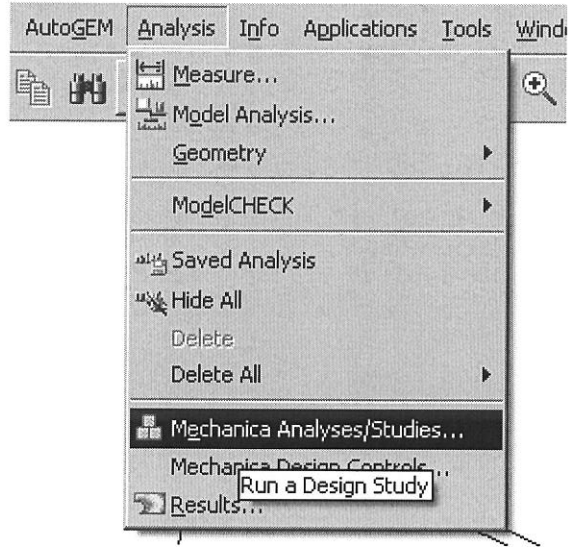 AutoGEM Analysis Info Applications Tools
Measure...
Model Analysis...
Geometry
ModelCHECK
Saved Analysis
Hide All
Delete
Delete All
Mechanica Analyses/Studies...
Mechanica Design Controls...
Run a Design Study
Results...